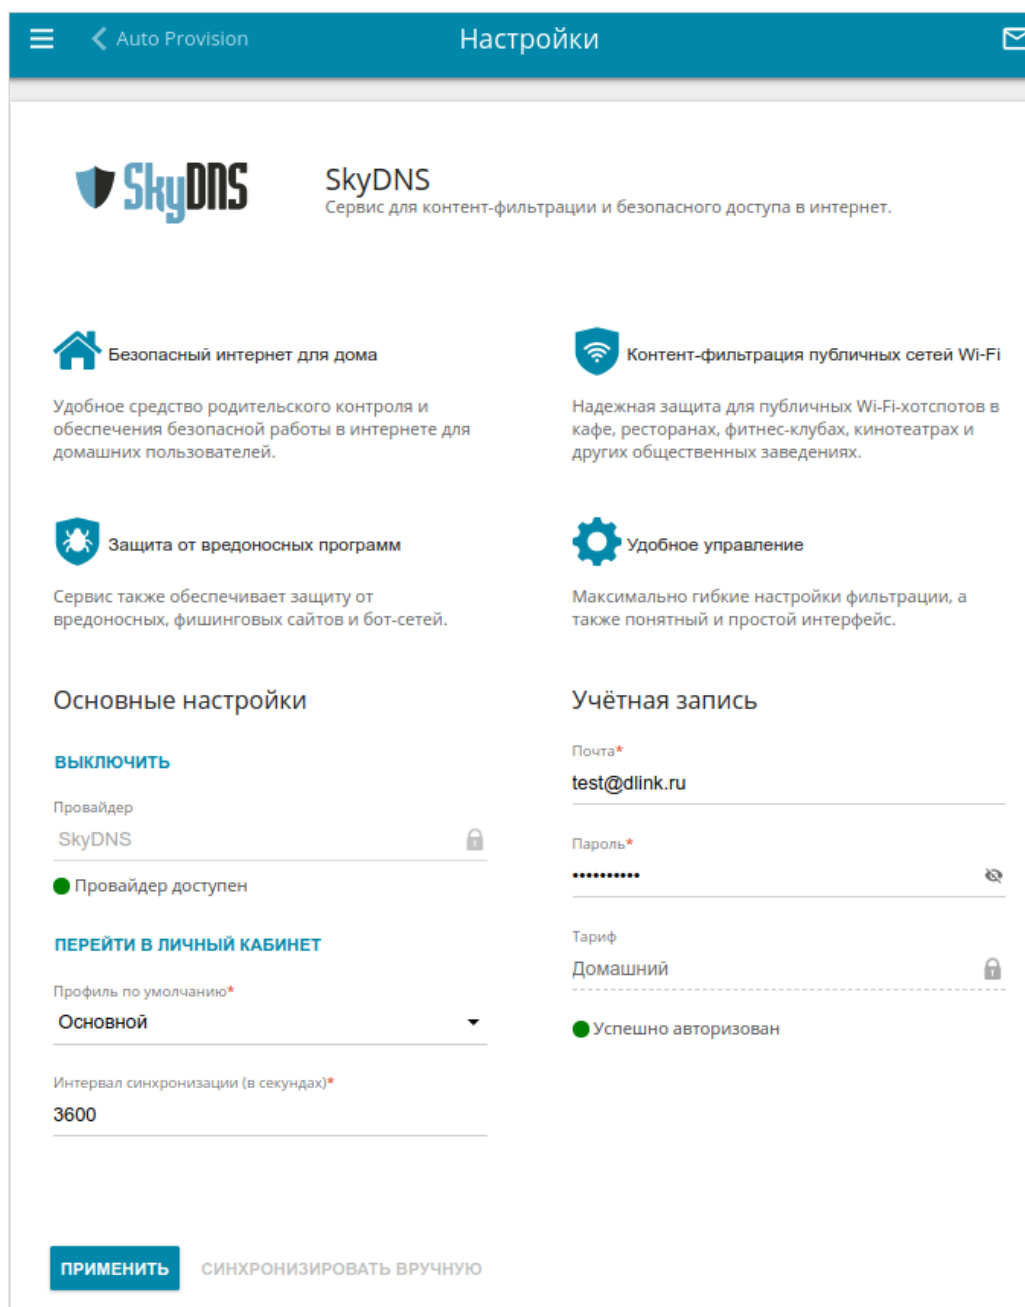 Auto Provision
Настройки
SkyDNS
SkyDNS
Сервис для контент-фильтрации и безопасного доступа в интернет.
Безопасный интернет для дома
Удобное средство родительского контроля и
обеспечения безопасной работы в интернете для
домашних пользователей.
Контент-фильтрация публичных сетей Wi-Fi
Надежная защита для публичных Wi-Fi-хотспотов в
кафе, ресторанах, фитнес-клубах, кинотеатрах и
других общественных заведениях.
Защита от вредоносных программ
Сервис также обеспечивает защиту от
вредоносных, фишинговых сайтов и бот-сетей.
Удобное управление
Максимально гибкие настройки фильтрации, а
также понятный и простой интерфейс.
Основные настройки
ВЫКЛЮЧИТЬ
Провайдер
SkyDNS
Провайдер доступен
ПЕРЕЙТИ В ЛИЧНЫЙ КАБИНЕТ
Профиль по умолчанию*
Основной
Интервал синхронизации (в секундах)*
3600
Учётная запись
Почта*
test@dlink.ru
Пароль*
••••••••••
Тариф
Домашний
Успешно авторизован
ПРИМЕНИТЬ
СИНХРОНИЗИРОВАТЬ ВРУЧНУЮ